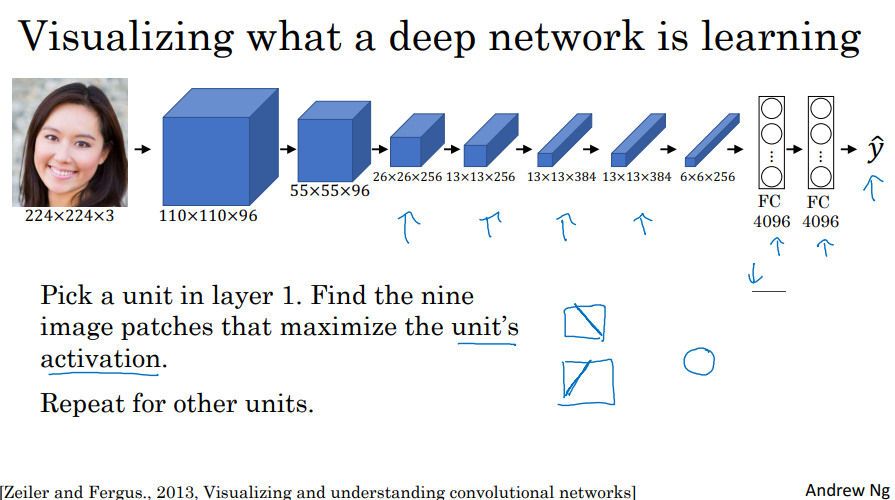 Visualizing what a deep network is learning
224×224×3
110×110×96
55×55×96
26×26×256
13×13×256
13×13×384
13×13×384
6×6×256
FC
4096
FC
4096
ŷ
Pick a unit in layer 1. Find the nine
image patches that maximize the unit’s
activation.
Repeat for other units.
[Zeiler and Fergus., 2013, Visualizing and understanding convolutional networks]
Andrew Ng